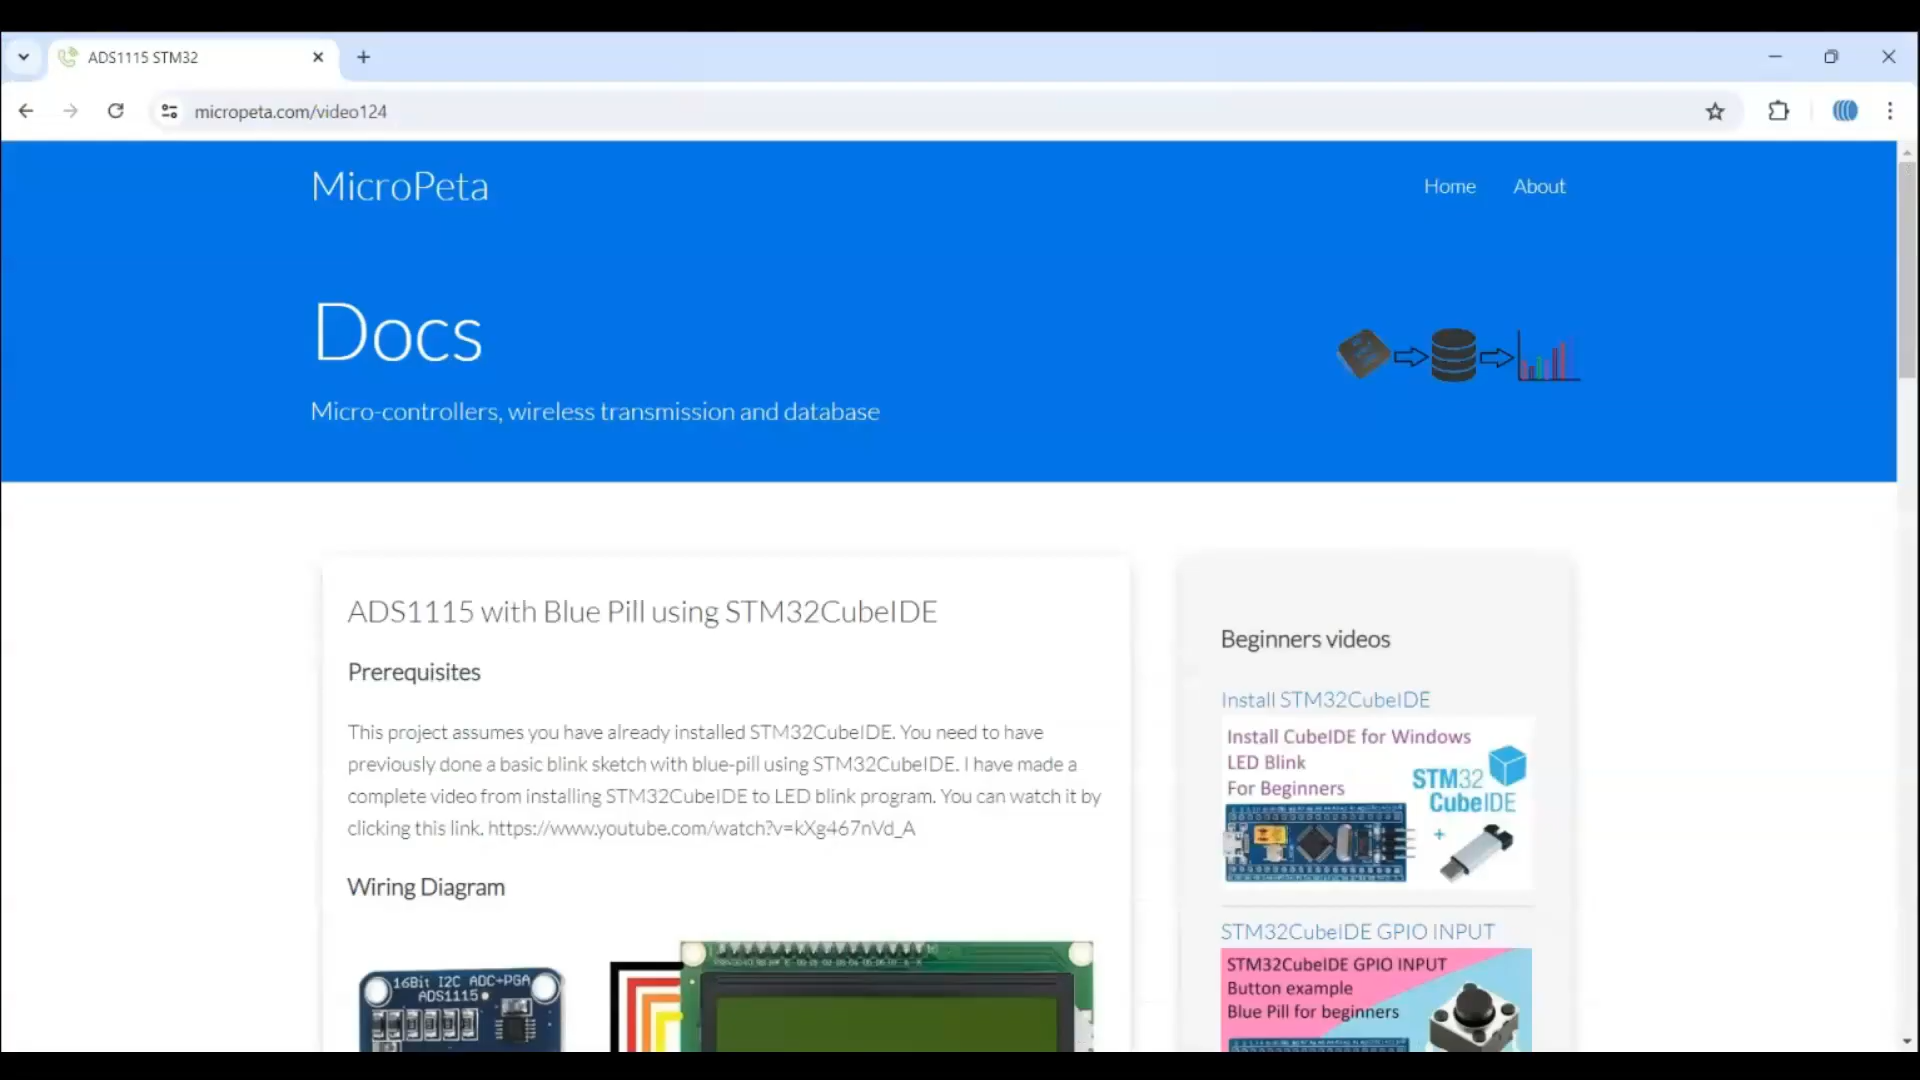 ADS1115 STM32
micropeta.com/video124
MicroPeta
Home
About
Docs
Micro-controllers, wireless transmission and database
ADS1115 with Blue Pill using STM32CubeIDE
Prerequisites
This project assumes you have already installed STM32CubeIDE. You need to have
previously done a basic blink sketch with blue-pill using STM32CubeIDE. I have made a
complete video from installing STM32CubeIDE to LED blink program. You can watch it by
clicking this link. https://www.youtube.com/watch?v=kXg467nVd_A
Wiring Diagram
16Bit I2C ADC+PGA
ADS1115
Beginners videos
Install STM32CubeIDE
Install CubeIDE for Windows
LED Blink
For Beginners
STM32
CubeIDE
+
STM32CubeIDE GPIO INPUT
STM32CubeIDE GPIO INPUT
Button example
Blue Pill for beginners